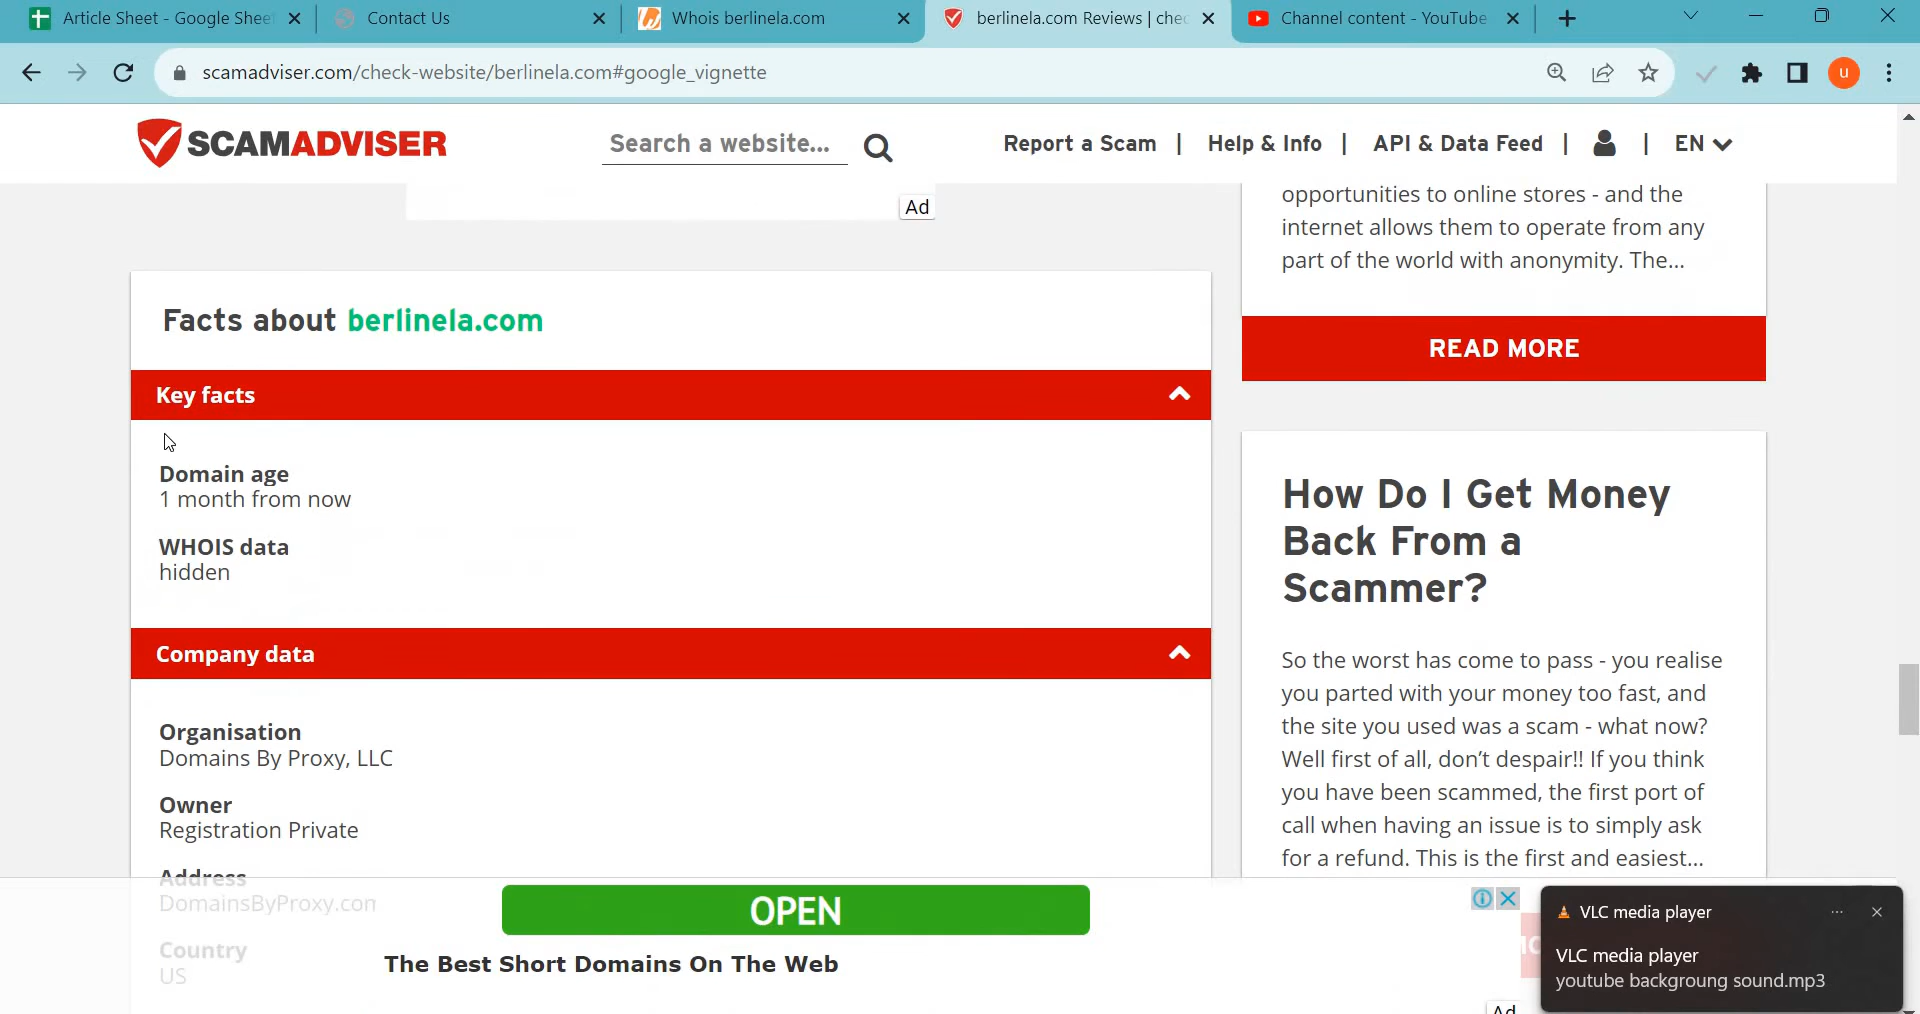 Article Sheet - Google Sheet
Contact Us
Whois berlinela.com
berlinela.com Reviews | chec
Channel content - YouTube
scamadviser.com/check-website/berlinela.com#google_vignette
u
SCAMADVISER
Search a website...
Report a Scam | Help & Info | API & Data Feed | | EN
Ad
opportunities to online stores - and the
internet allows them to operate from any
part of the world with anonymity. The...
READ MORE
Facts about berlinela.com
Key facts
Domain age
1 month from now
WHOIS data
hidden
Company data
Organisation
Domains By Proxy, LLC
Owner
Registration Private
Address
DomainsByProxy.com
Country
US
How Do I Get Money
Back From a
Scammer?
So the worst has come to pass - you realise
you parted with your money too fast, and
the site you used was a scam - what now?
Well first of all, don't despair!! If you think
you have been scammed, the first port of
call when having an issue is to simply ask
for a refund. This is the first and easiest...
OPEN
The Best Short Domains On The Web
Ad
VLC media player
VLC media player
youtube backgroung sound.mp3